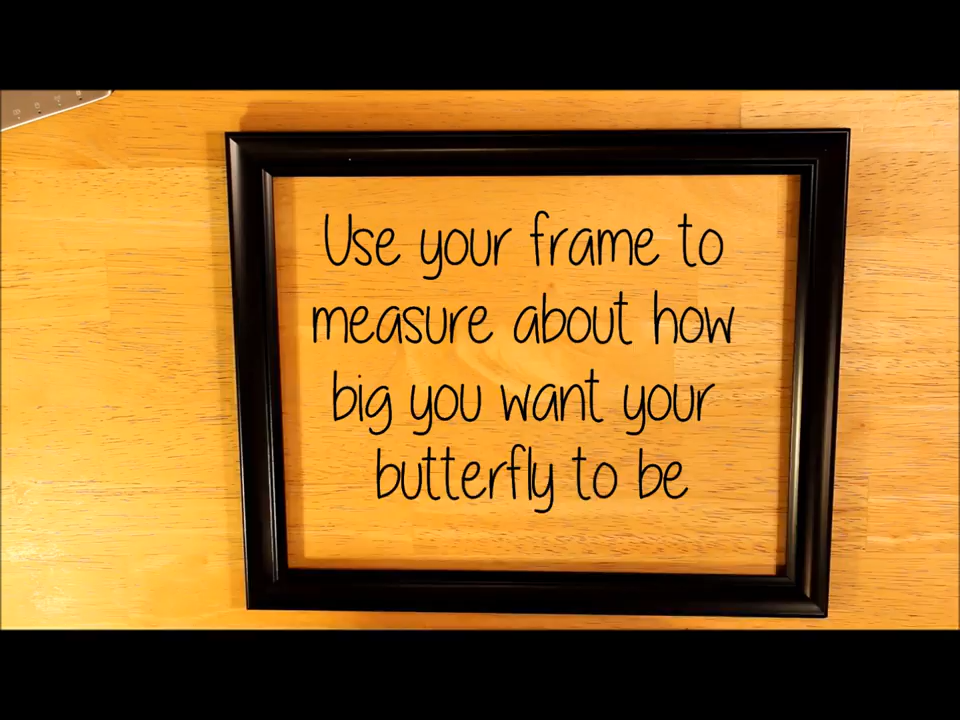 Use your frame to
measure about how
big you want your
butterfly to be